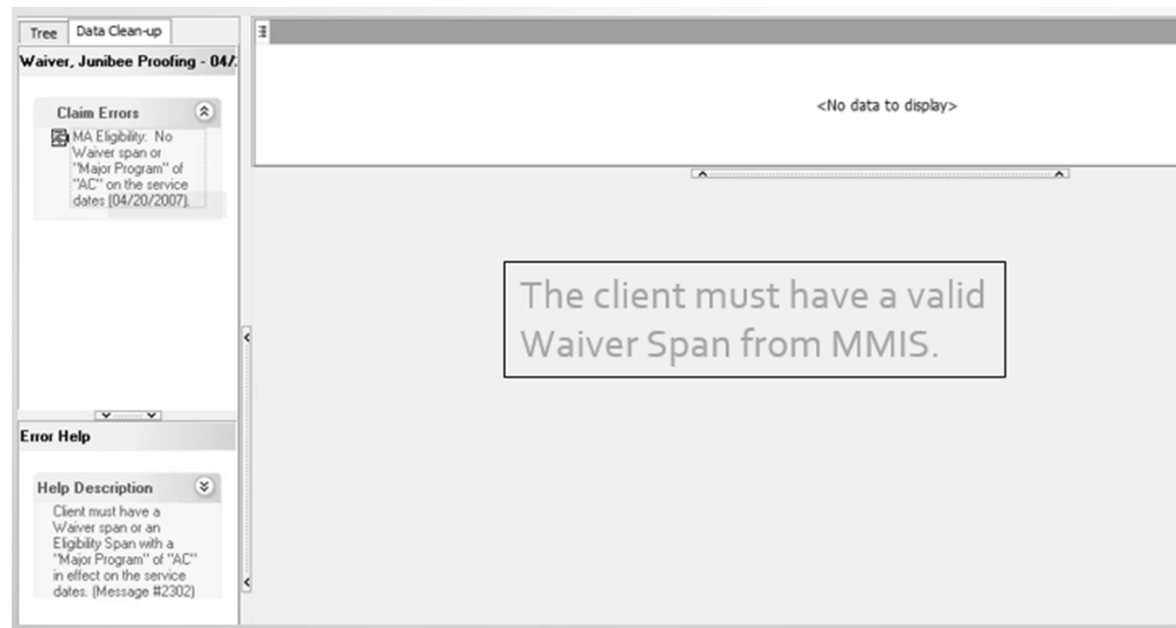 Tree Data Clean-up
Waiver, Junibee Proofing - 04/
Claim Errors
MA Eligibility: No
Waiver span or
"Major Program" of
"AC" on the service
dates (04/20/2007).
<No data to display>
The client must have a valid
Waiver Span from MMIS.
Error Help
Help Description
Client must have a
Waiver span or an
Eligibility Span with a
"Major Program" of "AC"
in effect on the service
dates. (Message #2302)